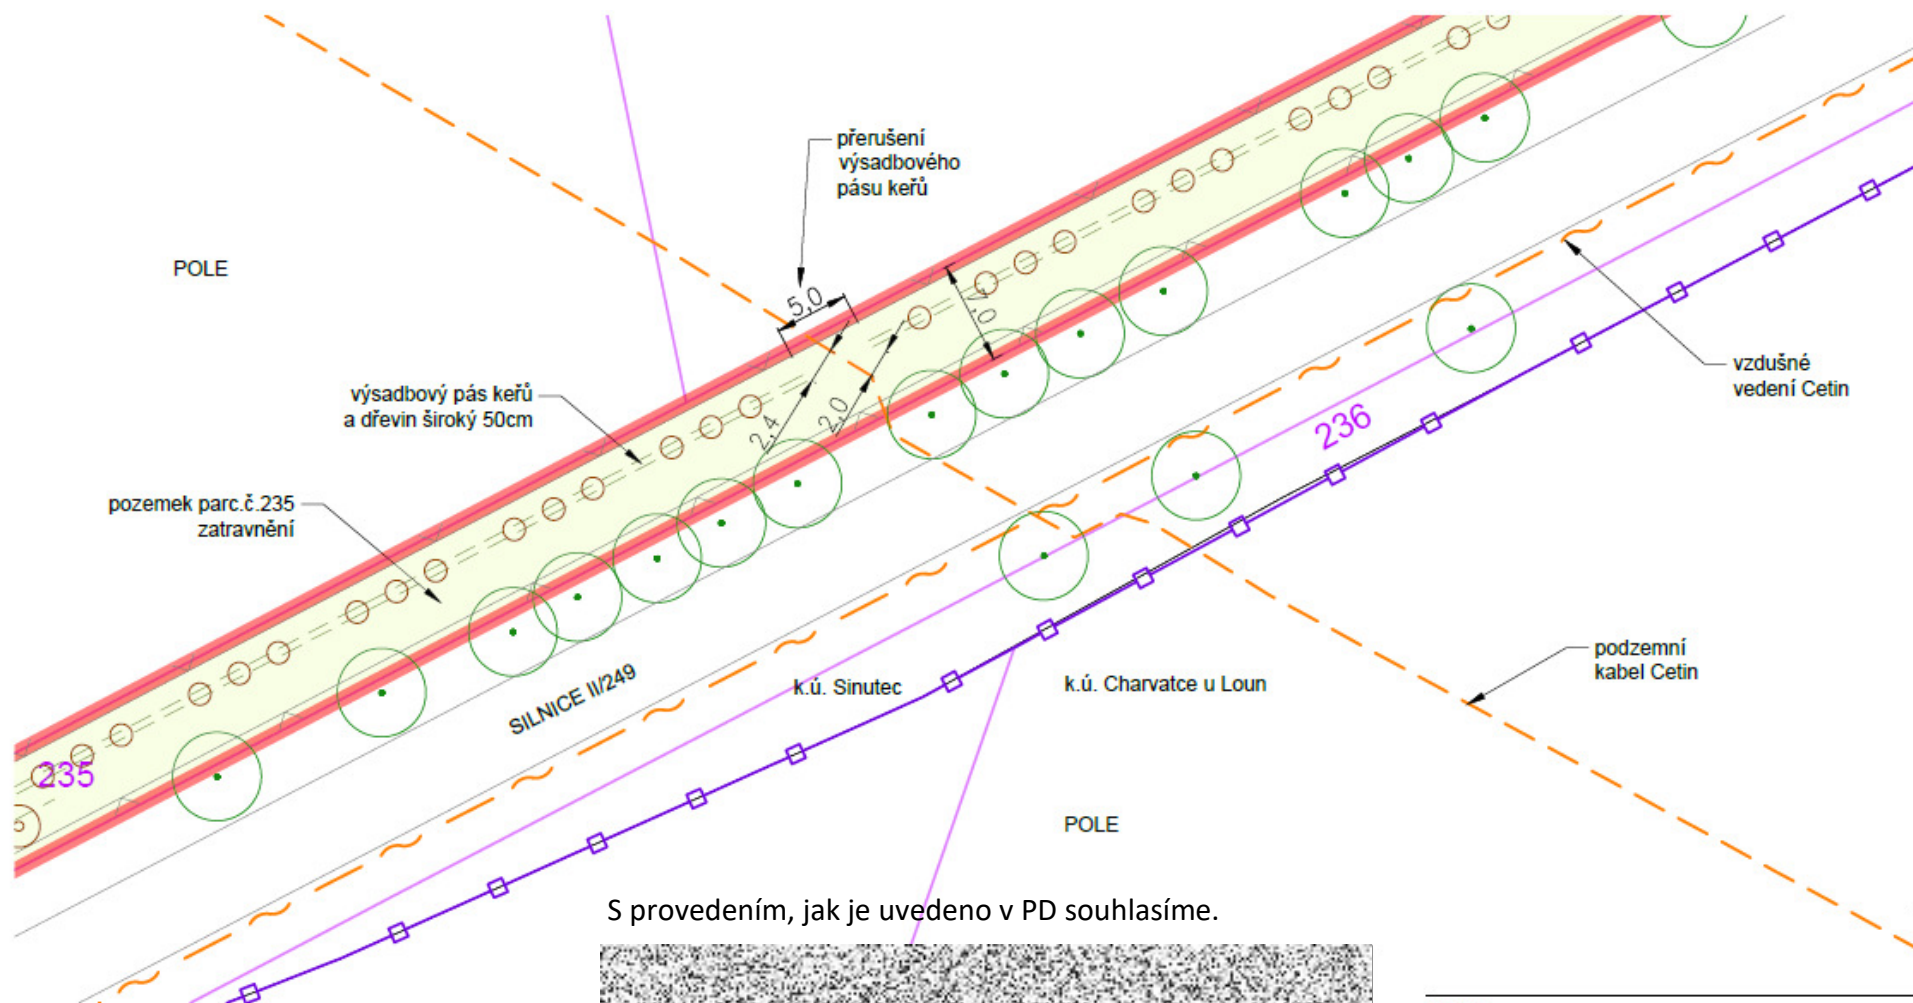 přerušení
výsadbového
pásu keřů
POLE
5,0
7,0
vzdušné
vedení Cetin
výsadbový pás keřů
a dřevin široký 50cm
2,4
2,0
236
pozemek parc.č.235
zatravnění
podzemní
kabel Cetin
SILNICE II/249
k.ú. Sinutec
k.ú. Charvatce u Loun
235
POLE
S provedením, jak je uvedeno v PD souhlasíme.